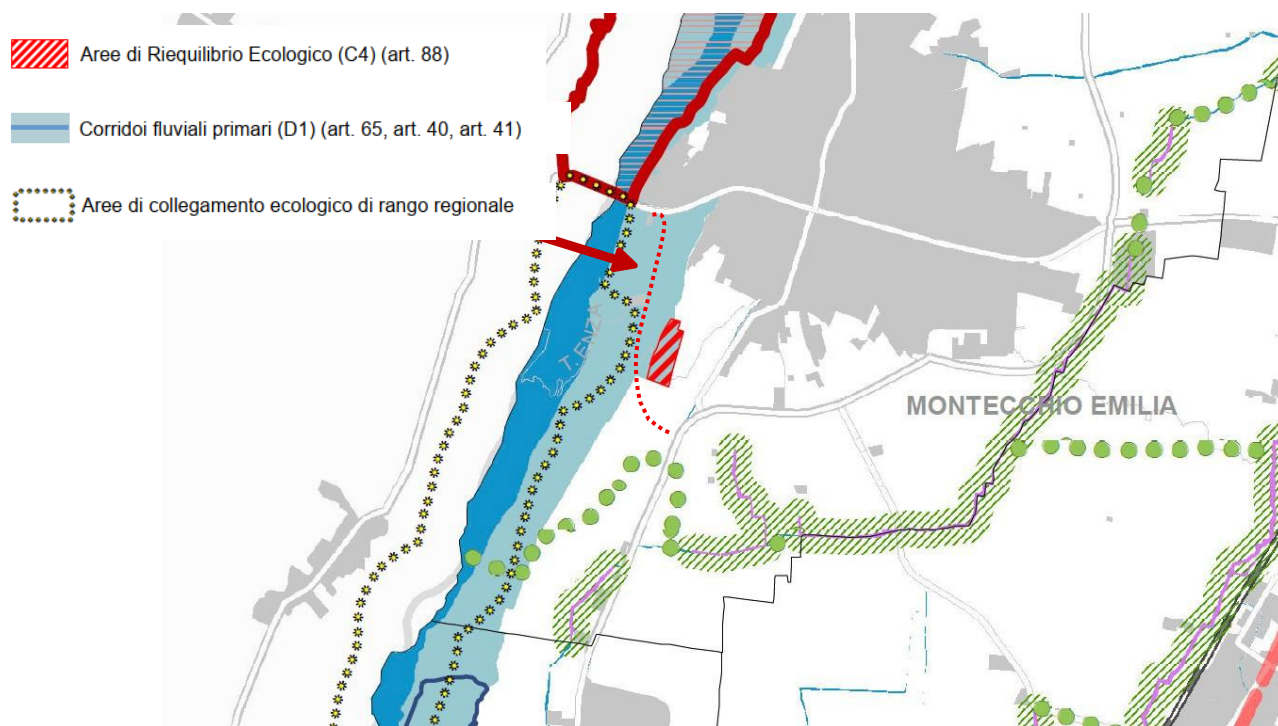 Aree di Riequilibrio Ecologico (C4) (art. 88)
Corridoi fluviali primari (D1) (art. 65, art. 40, art. 41)
Aree di collegamento ecologico di rango regionale
T. ENZA
MONTECCHIO EMILIA